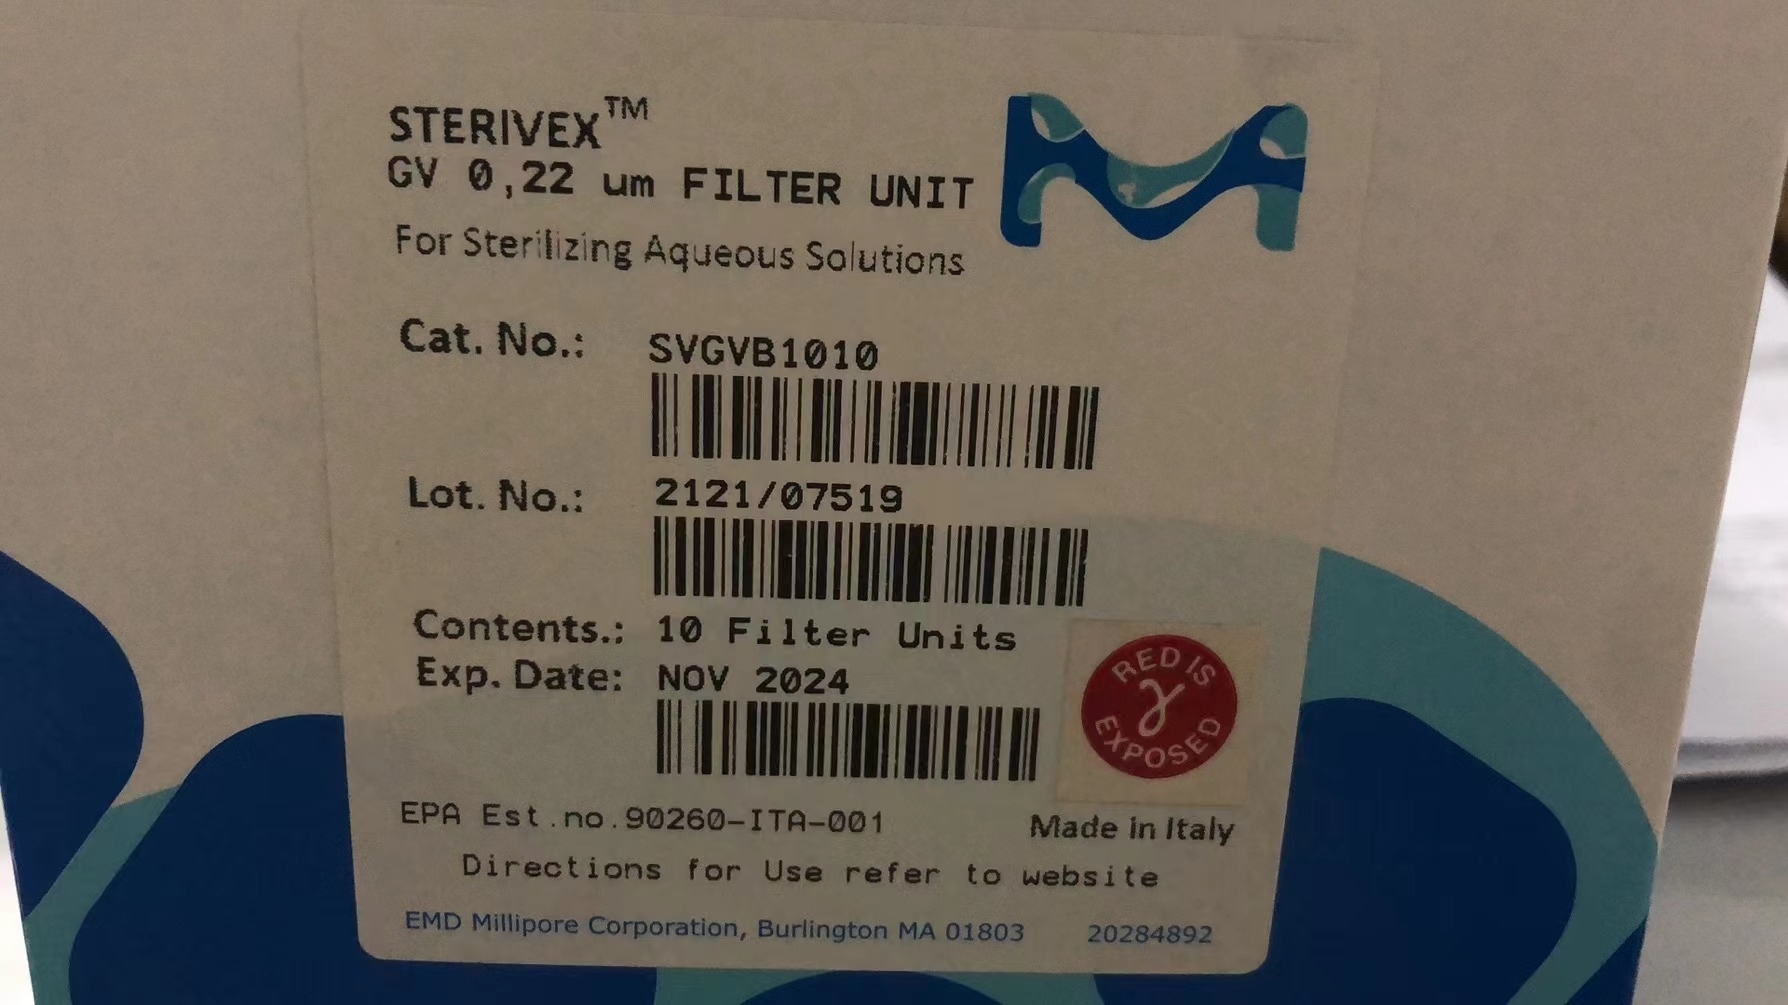 STERIVEX™
GV 0,22 um FILTER UNIT
For Sterilizing Aqueous Solutions
Cat. No.: SVGVB1010
Lot. No.: 2121/07519
Contents.: 10 Filter Units
Exp. Date: NOV 2024
RED IS
γ
EXPOSED
EPA Est.no.90260-ITA-001 Made in Italy
Directions for Use refer to website
EMD Millipore Corporation, Burlington MA 01803 20284892